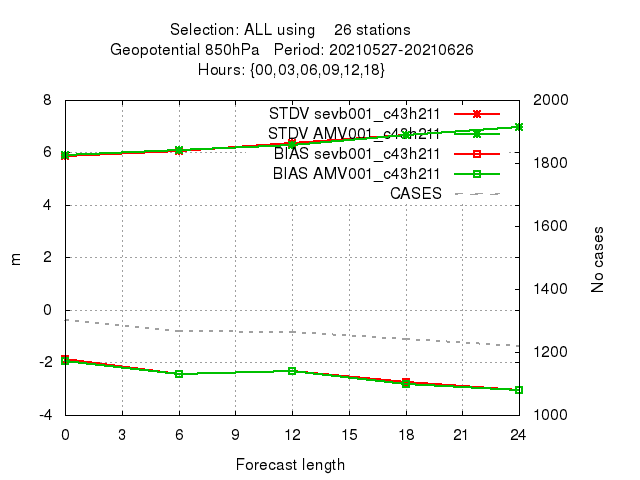 Selection: ALL using 26 stations
Geopotential 850hPa Period: 20210527-20210626
Hours: {00,03,06,09,12,18}
8 2000
STDV sevb001_c43h211
STDV AMV001_c43h211
6 BIAS sevb001_c43h211 1800
BIAS AMV001_c43h211
CASES
4 1600
2 1400
m No cases
0
-2 1200
-4 1000
0 3 6 9 12 15 18 21 24
Forecast length